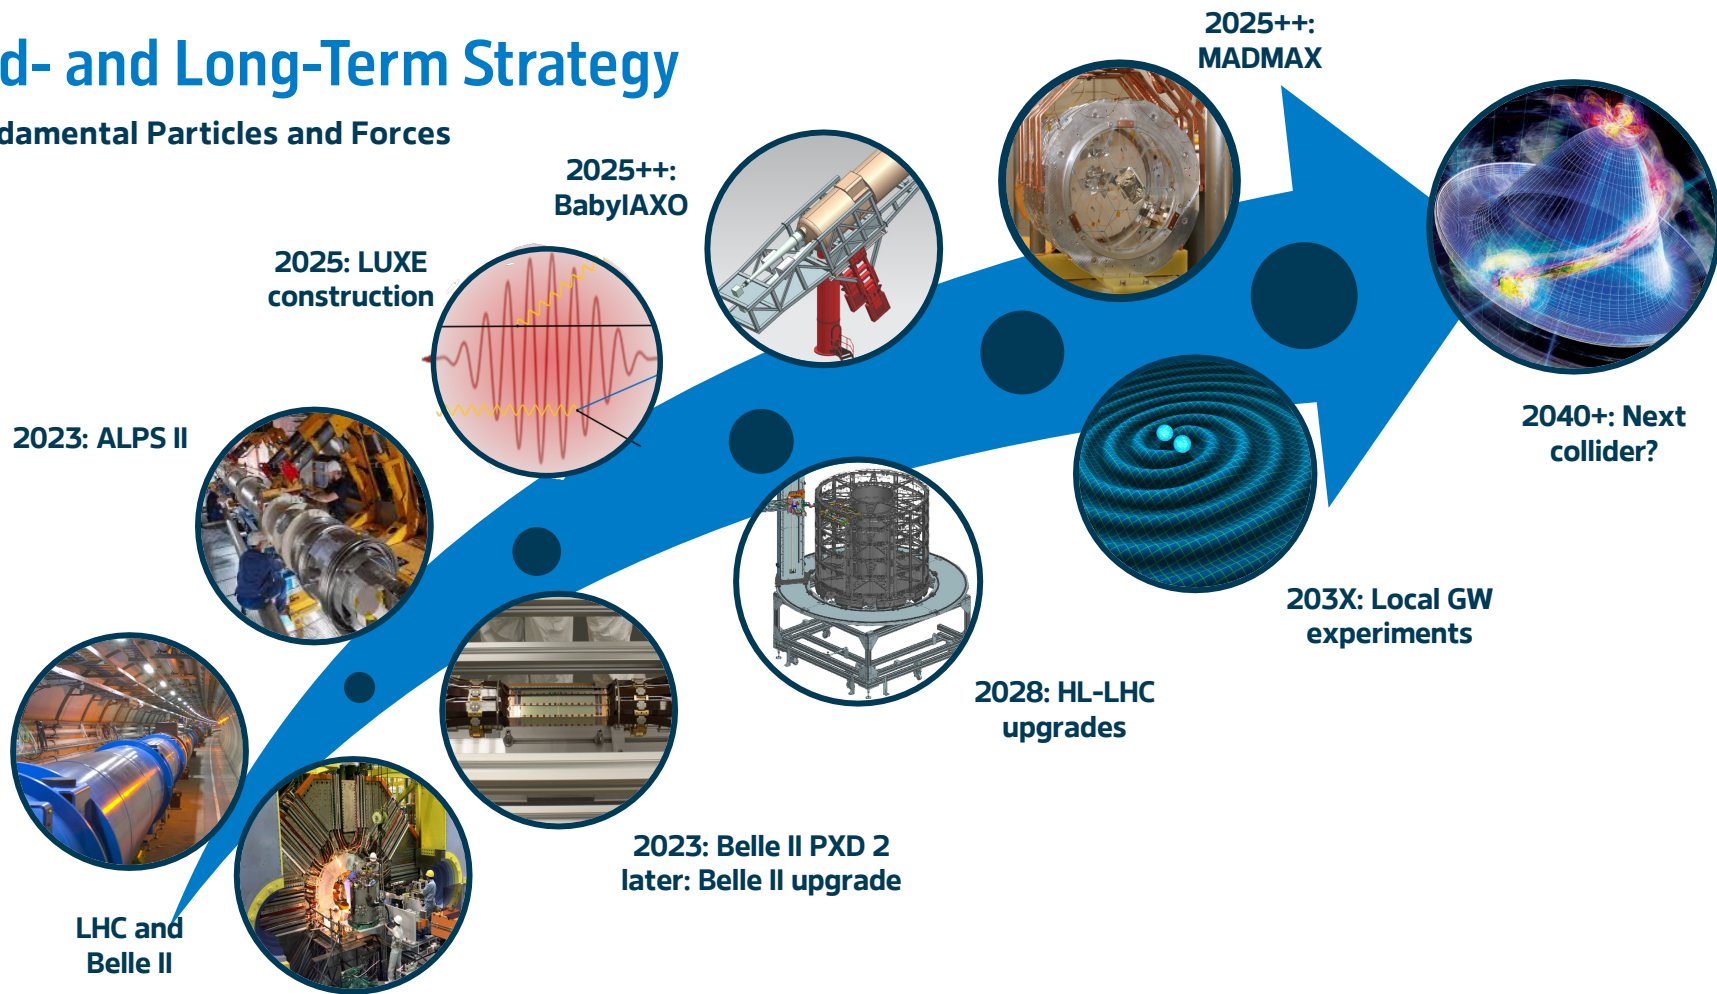 d- and Long-Term Strategy
damental Particles and Forces
2025++:
MADMAX
2025++:
BabyIAXO
2025: LUXE
construction
2023: ALPS II
2040+: Next
collider?
203X: Local GW
experiments
2028: HL-LHC
upgrades
2023: Belle II PXD 2
later: Belle II upgrade
LHC and
Belle II